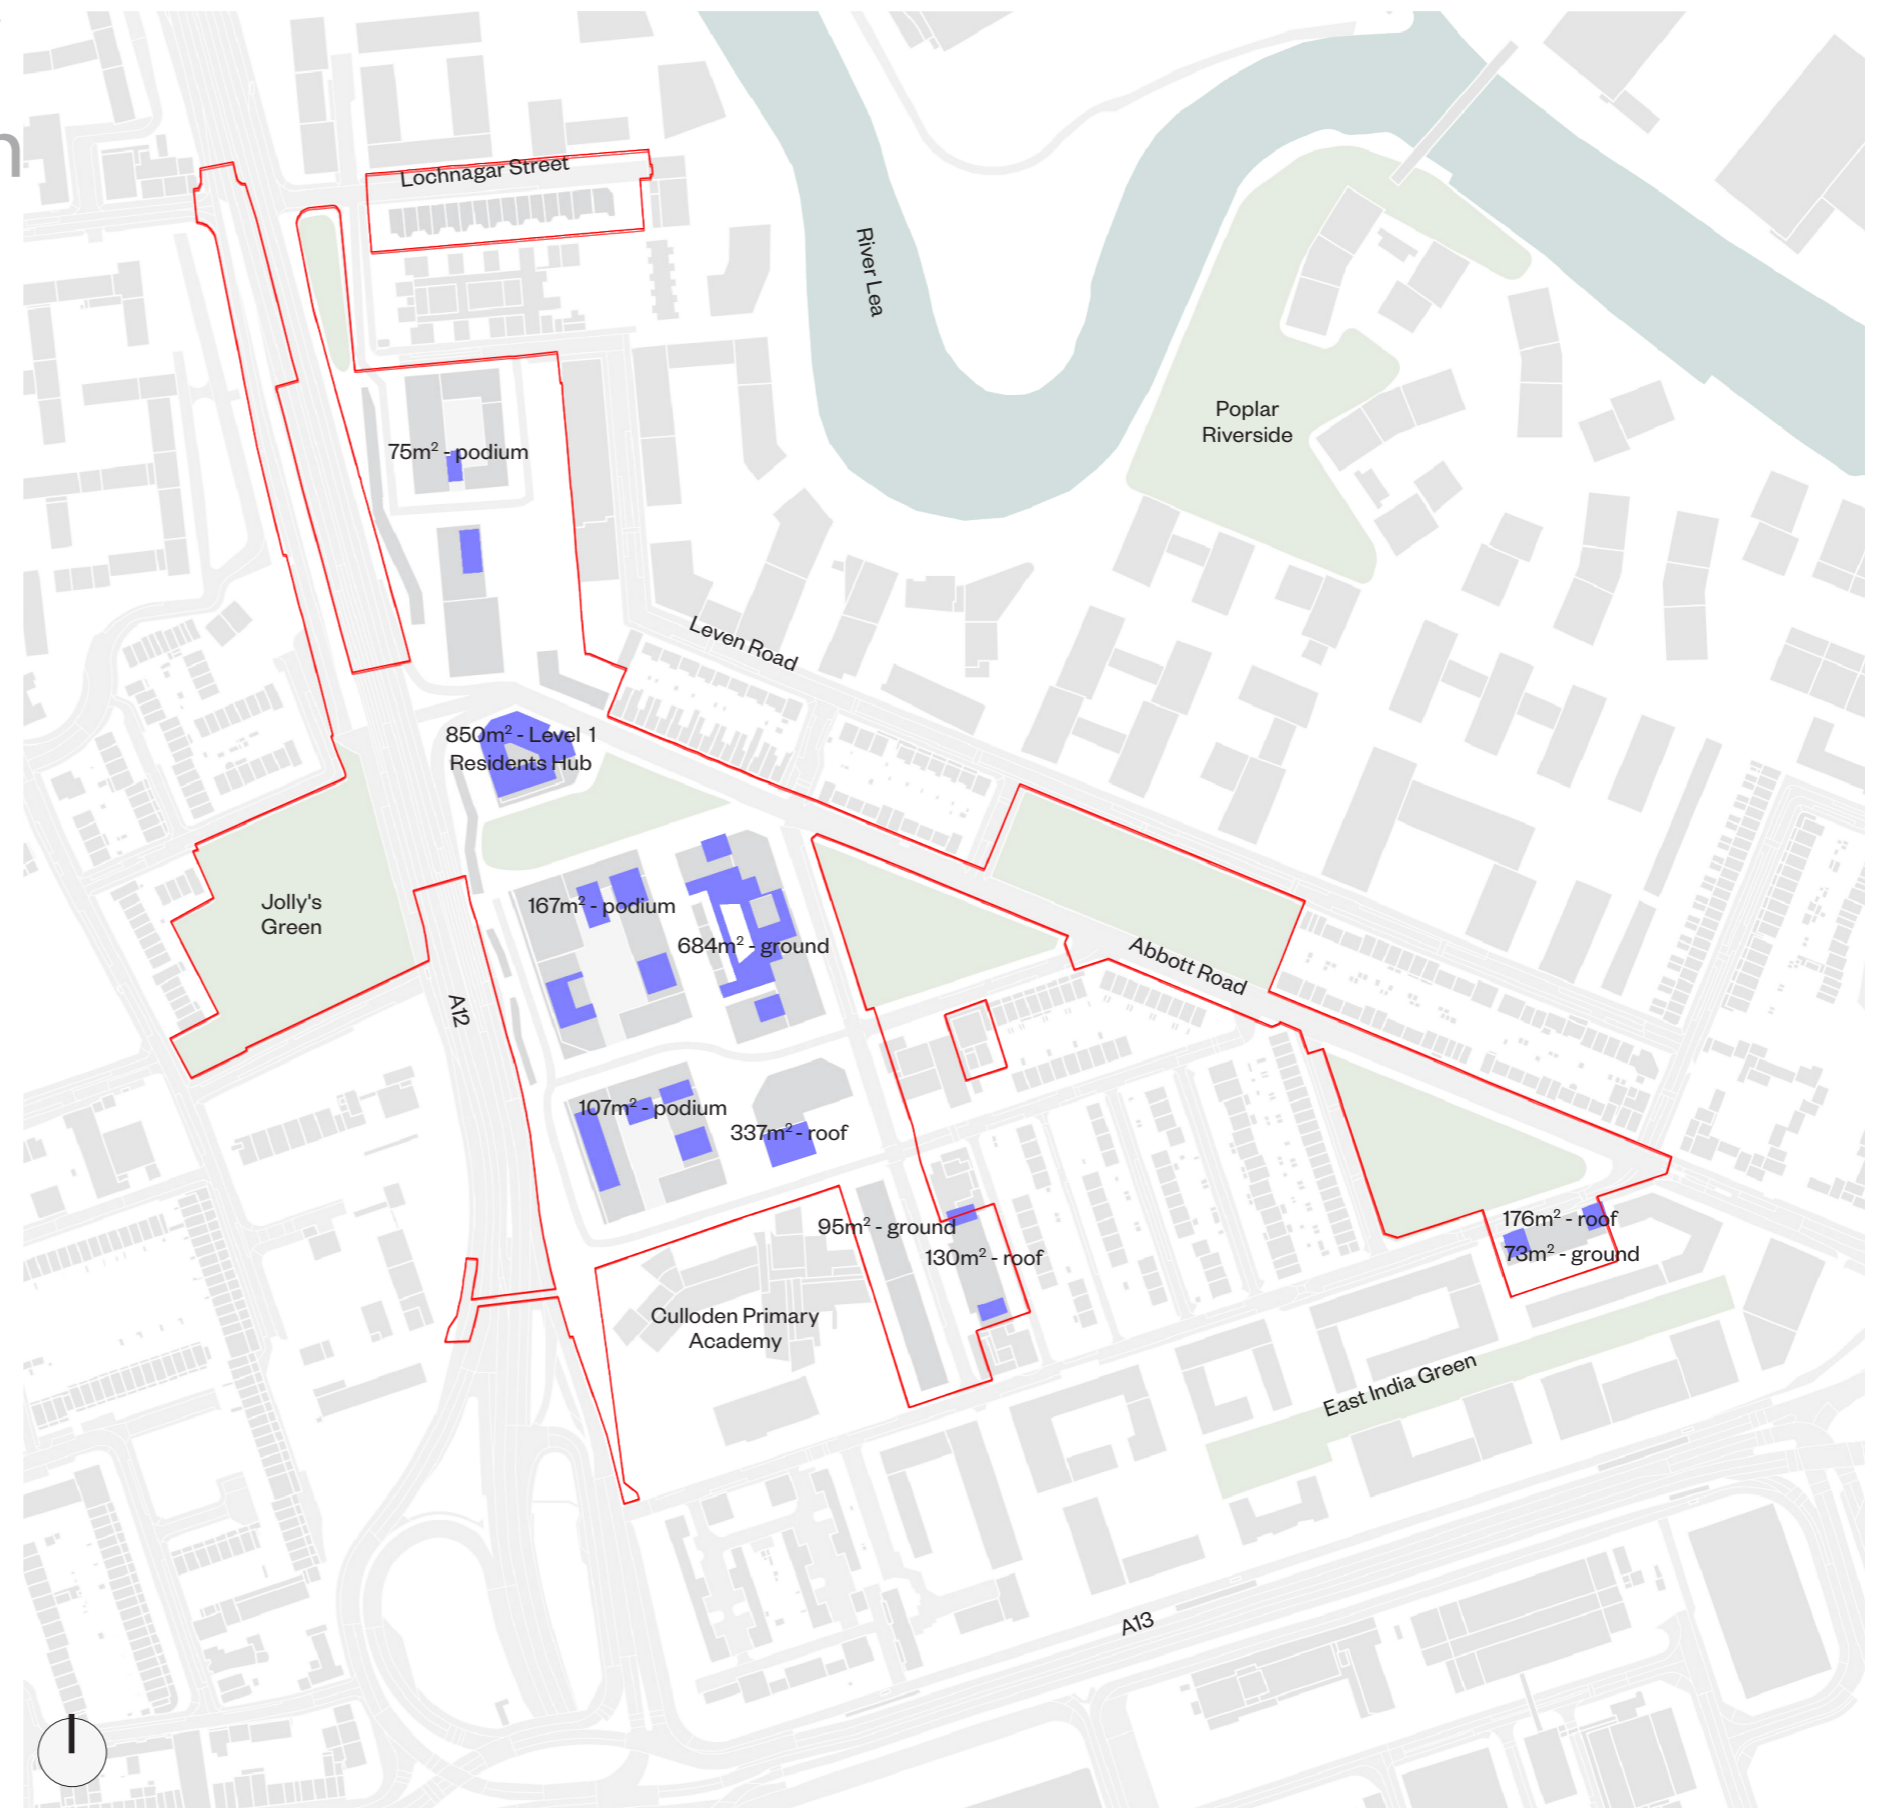 n
Lochnagar Street
River Lea
Poplar
Riverside
75m² - podium
Leven Road
850m² - Level 1
Residents Hub
Jolly's
Green
167m² - podium
684m² - ground
Abbott Road
A12
107m² - podium
337m² - roof
95m² - ground
130m² - roof
176m² - roof
73m² - ground
Culloden Primary
Academy
East India Green
A13